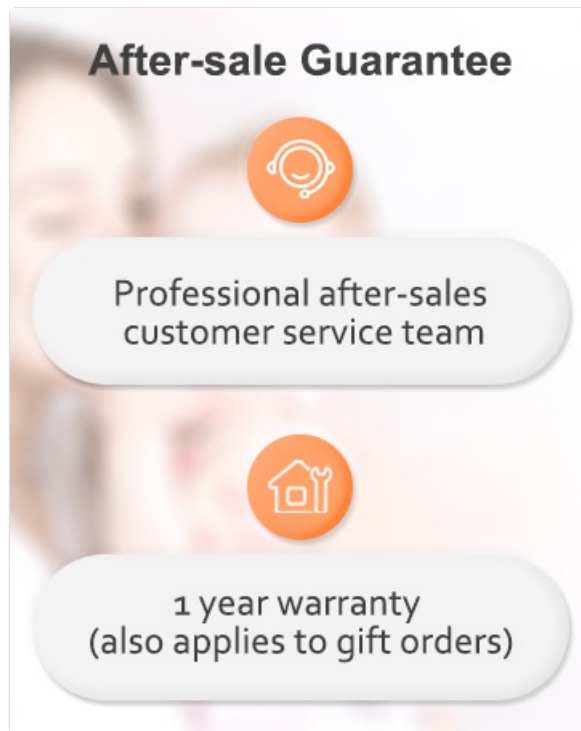 After-sale Guarantee
Professional after-sales
customer service team
1 year warranty
(also applies to gift orders)